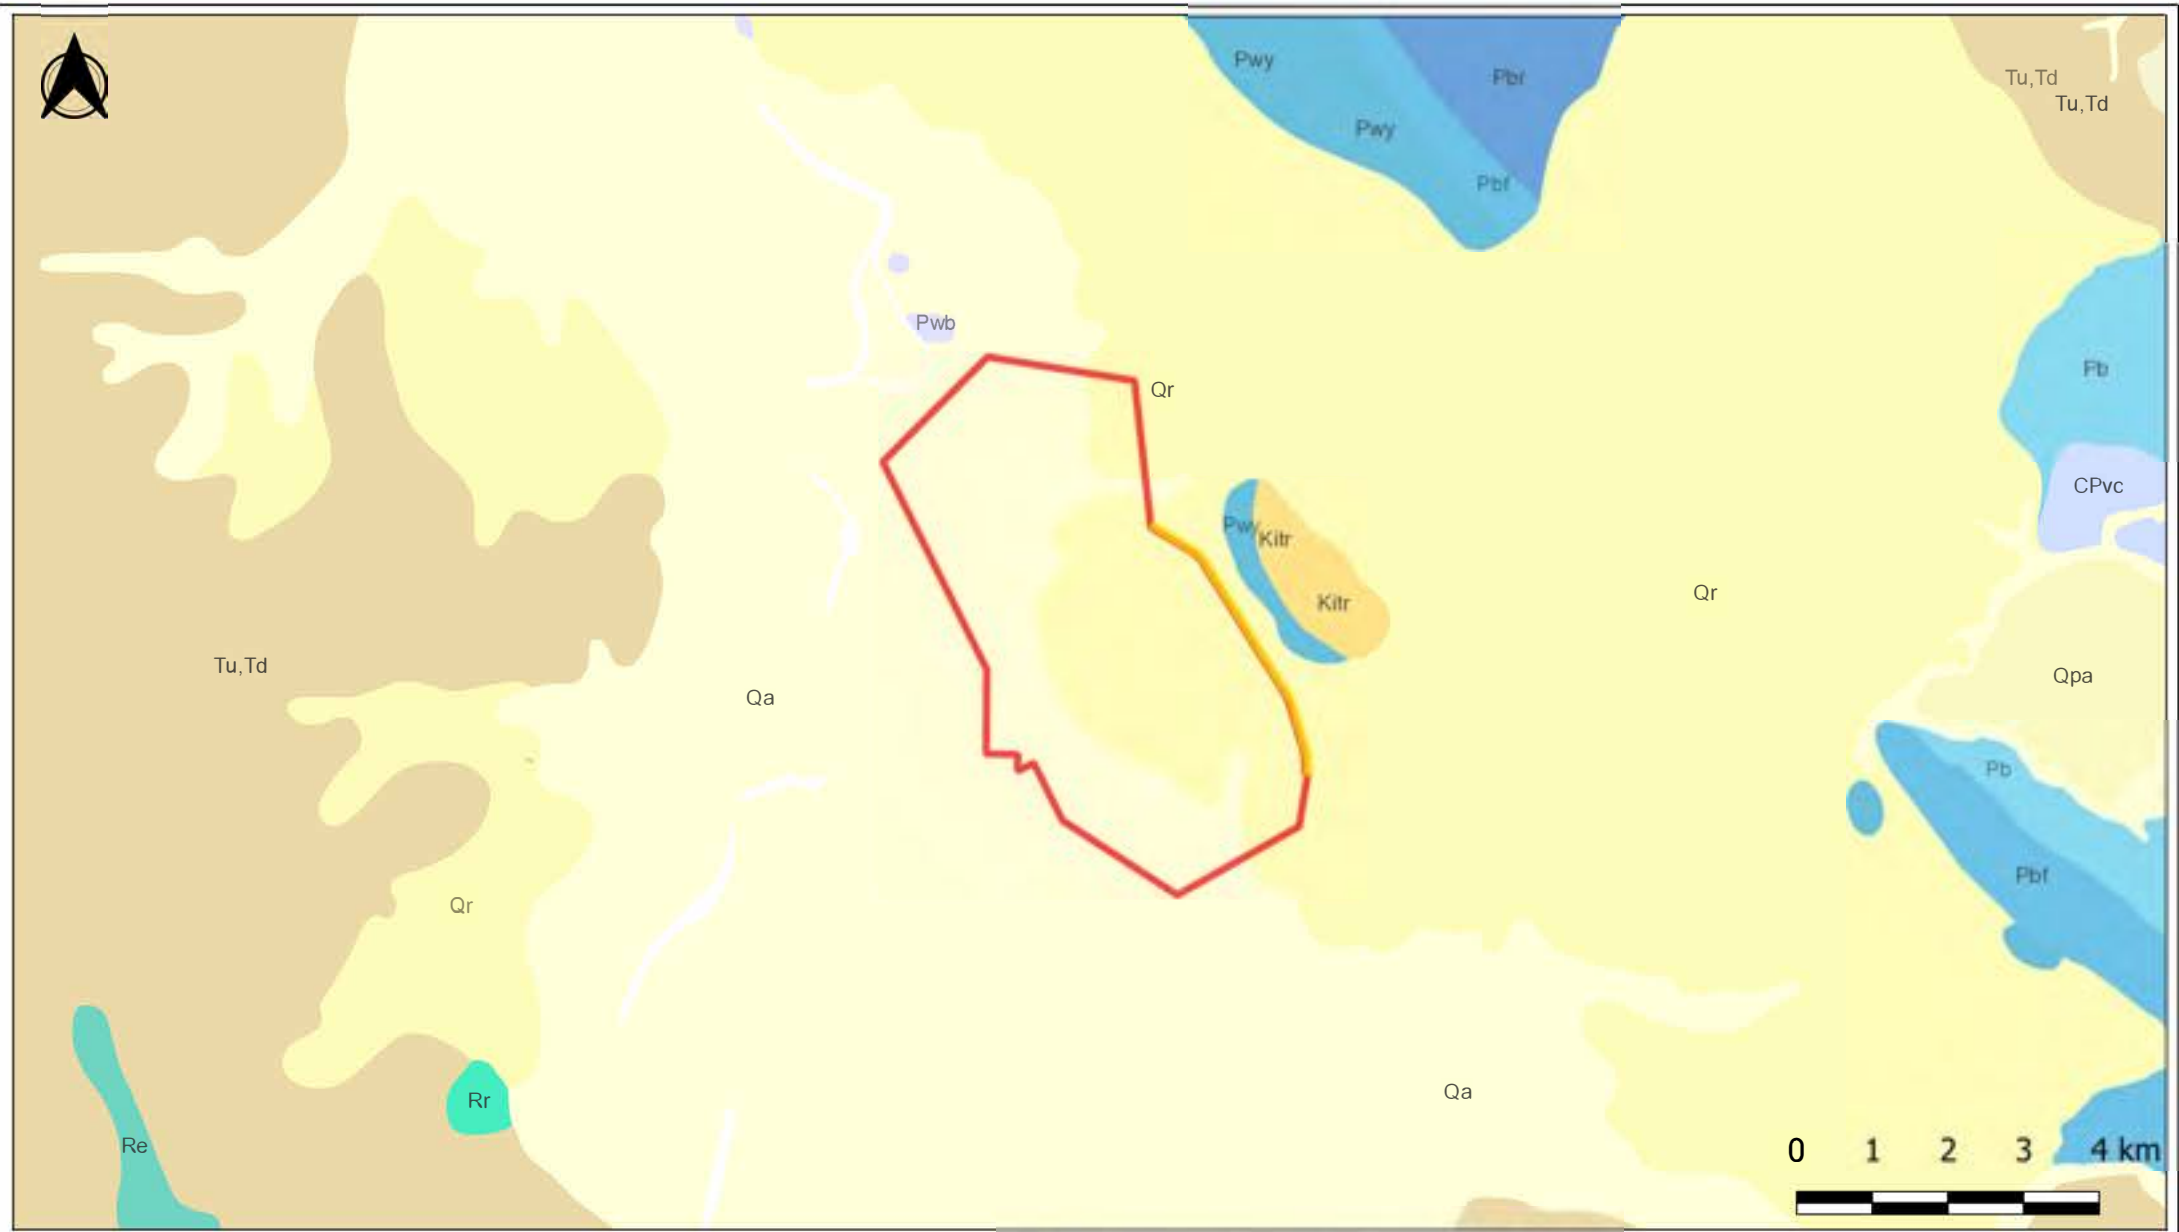 Pwy
Pbf
Tu,Td
Tu,Td
Pwy
Pbf
Pwb
Pb
Qr
CPvc
Pwy
Kitr
Qr
Kitr
Tu,Td
Qpa
Qa
Pb
Pbf
Qr
Qa
Rr
Re
0 1 2 3 4 km